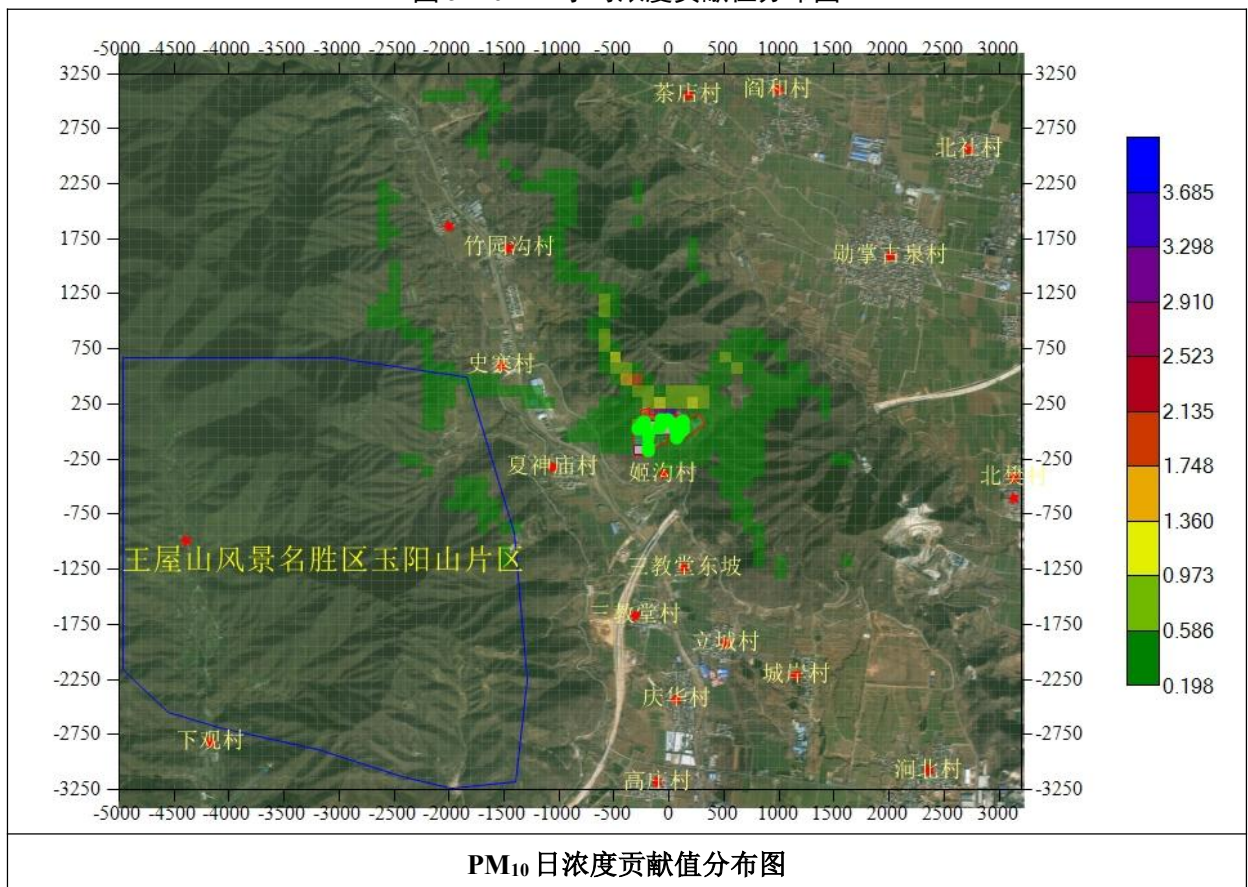 -5000 -4500 -4000 -3500 -3000 -2500 -2000 -1500 -1000 -500 0 500 1000 1500 2000 2500 3000
3250 3250
茶店村 阎和村
2750 2750
北社村
3.685
2250 2250
3.298
竹园沟村
1750 1750
勋掌古泉村
2.910
1250 1250
2.523
750 750
史寨村
2.135
250 250
1.748
-250 -250
夏神庙村 姬沟村 北樊村
1.360
-750 -750
0.973
王屋山风景名胜区玉阳山片区
-1250 -1250
三教堂东坡
0.586
三教堂村
-1750 -1750
立城村
0.198
城岸村
-2250 -2250
庆华村
-2750 -2750
下观村
涧北村
高庄村
-3250 -3250
-5000 -4500 -4000 -3500 -3000 -2500 -2000 -1500 -1000 -500 0 500 1000 1500 2000 2500 3000
PM₁₀日浓度贡献值分布图